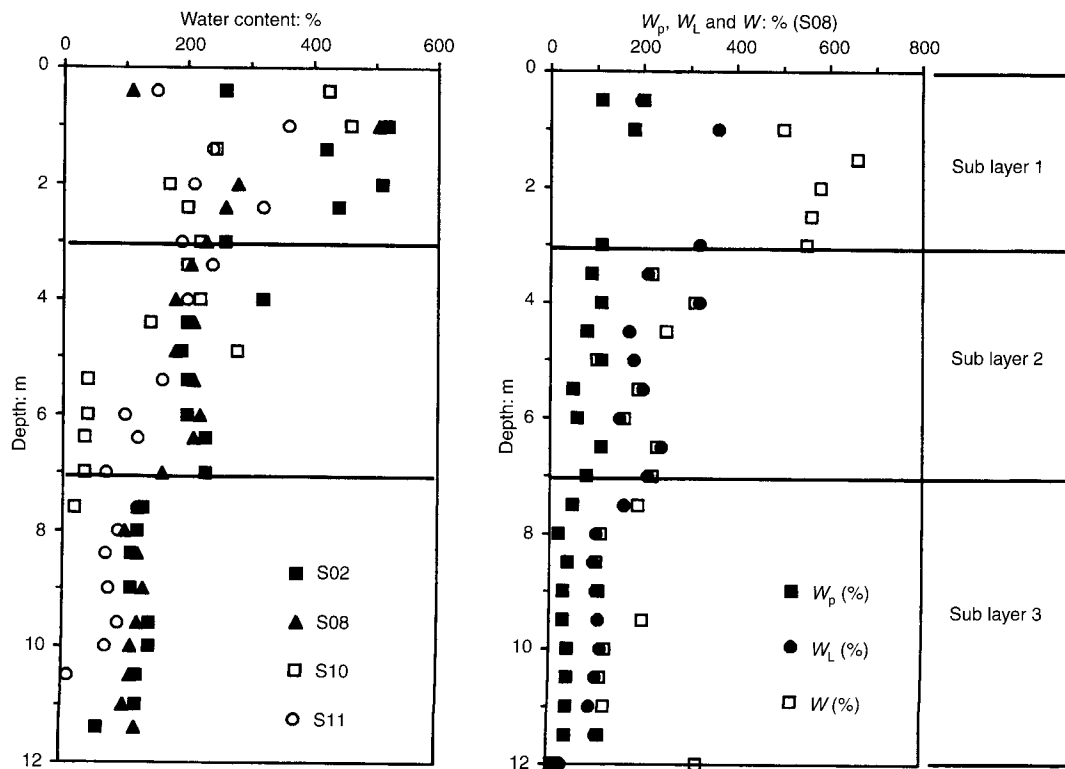 Water content: %
0 200 400 600
0
2
4
6
8
10
12
Depth: m
S02
S08
S10
S11
Wp, WL and W: % (S08)
0 200 400 600 800
0
2
4
6
8
10
12
Depth: m
Wp (%)
WL (%)
W (%)
Sub layer 1
Sub layer 2
Sub layer 3